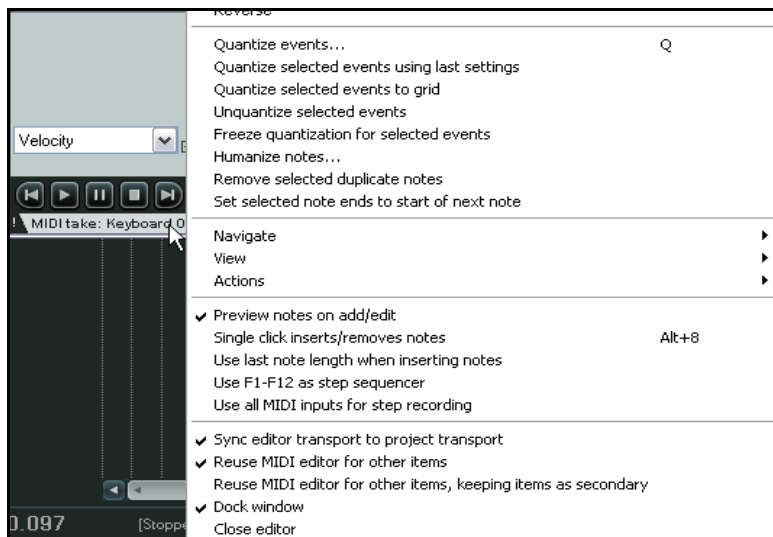 Reverse
Quantize events... Q
Quantize selected events using last settings
Quantize selected events to grid
Unquantize selected events
Freeze quantization for selected events
Humanize notes...
Remove selected duplicate notes
Set selected note ends to start of next note
Navigate
View
Actions
Preview notes on add/edit
Single click inserts/removes notes Alt+8
Use last note length when inserting notes
Use F1-F12 as step sequencer
Use all MIDI inputs for step recording
Sync editor transport to project transport
Reuse MIDI editor for other items
Reuse MIDI editor for other items, keeping items as secondary
Dock window
Close editor
Velocity
MIDI take: Keyboard 0
0.097 [Stoppe